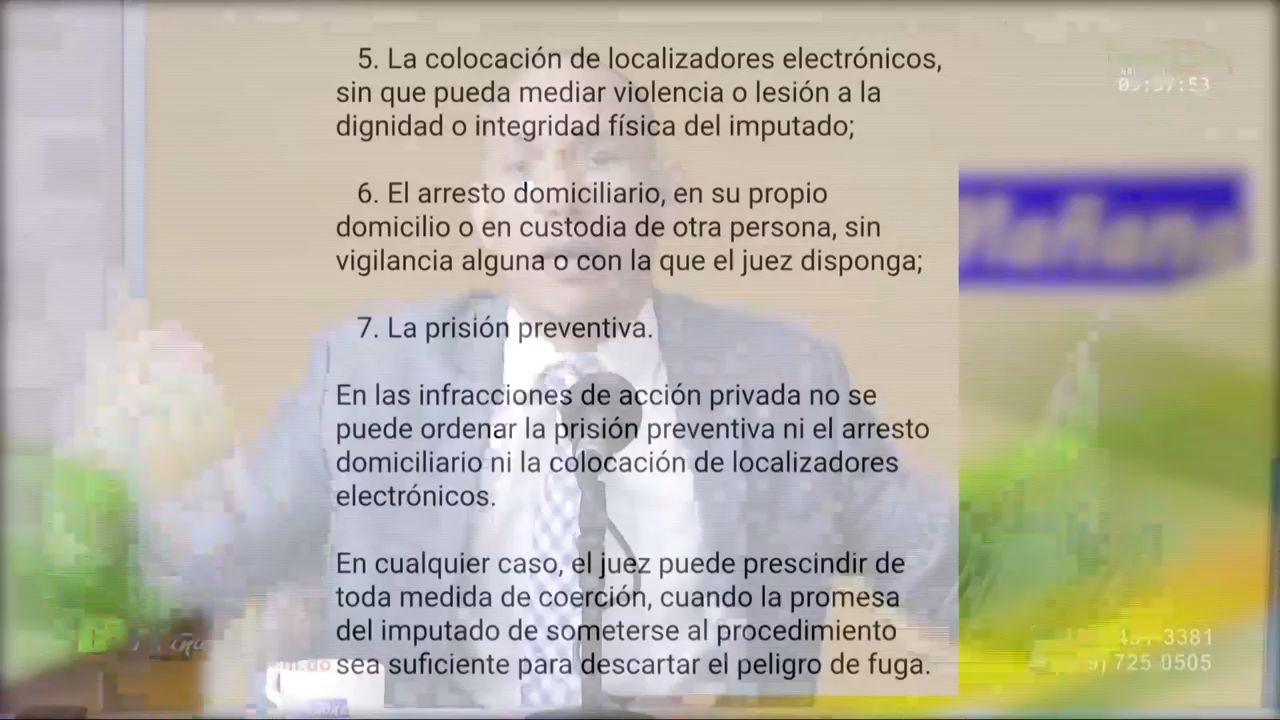 5. La colocación de localizadores electrónicos,
sin que pueda mediar violencia o lesión a la
dignidad o integridad física del imputado;
6. El arresto domiciliario, en su propio
domicilio o en custodia de otra persona, sin
vigilancia alguna o con la que el juez disponga;
7. La prisión preventiva.
En las infracciones de acción privada no se
puede ordenar la prisión preventiva ni el arresto
domiciliario ni la colocación de localizadores
electrónicos.
En cualquier caso, el juez puede prescindir de
toda medida de coerción, cuando la promesa
del imputado de someterse al procedimiento
sea suficiente para descartar el peligro de fuga.
Mañana
3381
725 0505